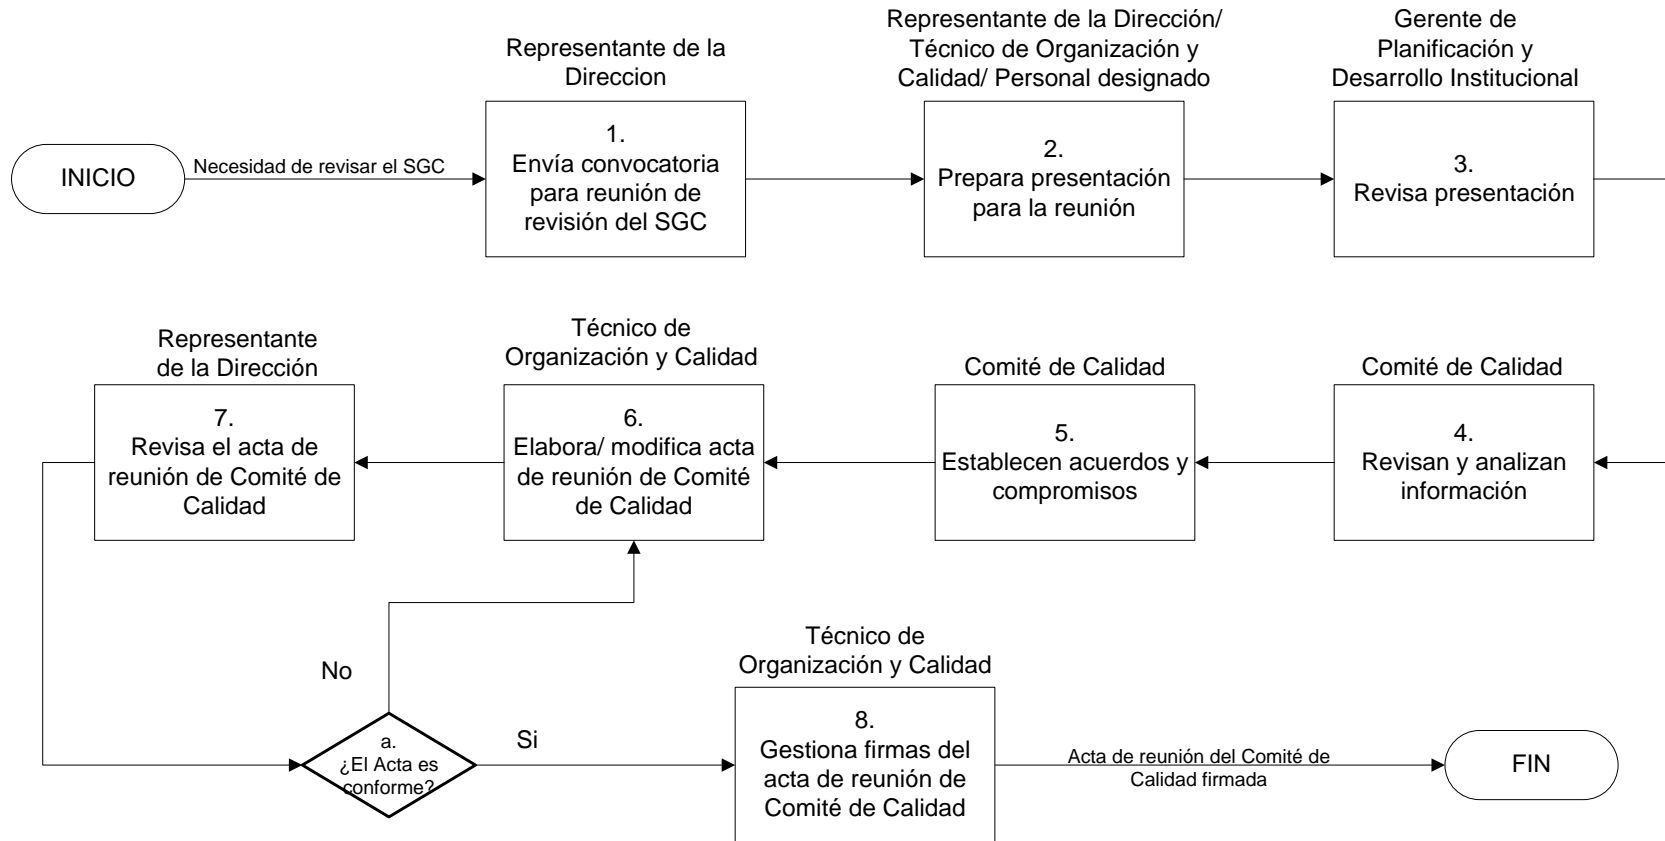 INICIO
Necesidad de revisar el SGC
Representante de la
Direccion
1.
Envía convocatoria
para reunión de
revisión del SGC
Representante de la Dirección/
Técnico de Organización y
Calidad/ Personal designado
2.
Prepara presentación
para la reunión
Gerente de
Planificación y
Desarrollo Institucional
3.
Revisa presentación
Comité de Calidad
4.
Revisan y analizan
información
Comité de Calidad
5.
Establecen acuerdos y
compromisos
Técnico de
Organización y Calidad
6.
Elabora/ modifica acta
de reunión de Comité
de Calidad
Representante
de la Dirección
7.
Revisa el acta de
reunión de Comité de
Calidad
a.
¿El Acta es
conforme?
No
Si
Técnico de
Organización y Calidad
8.
Gestiona firmas del
acta de reunión de
Comité de Calidad
Acta de reunión del Comité de
Calidad firmada
FIN